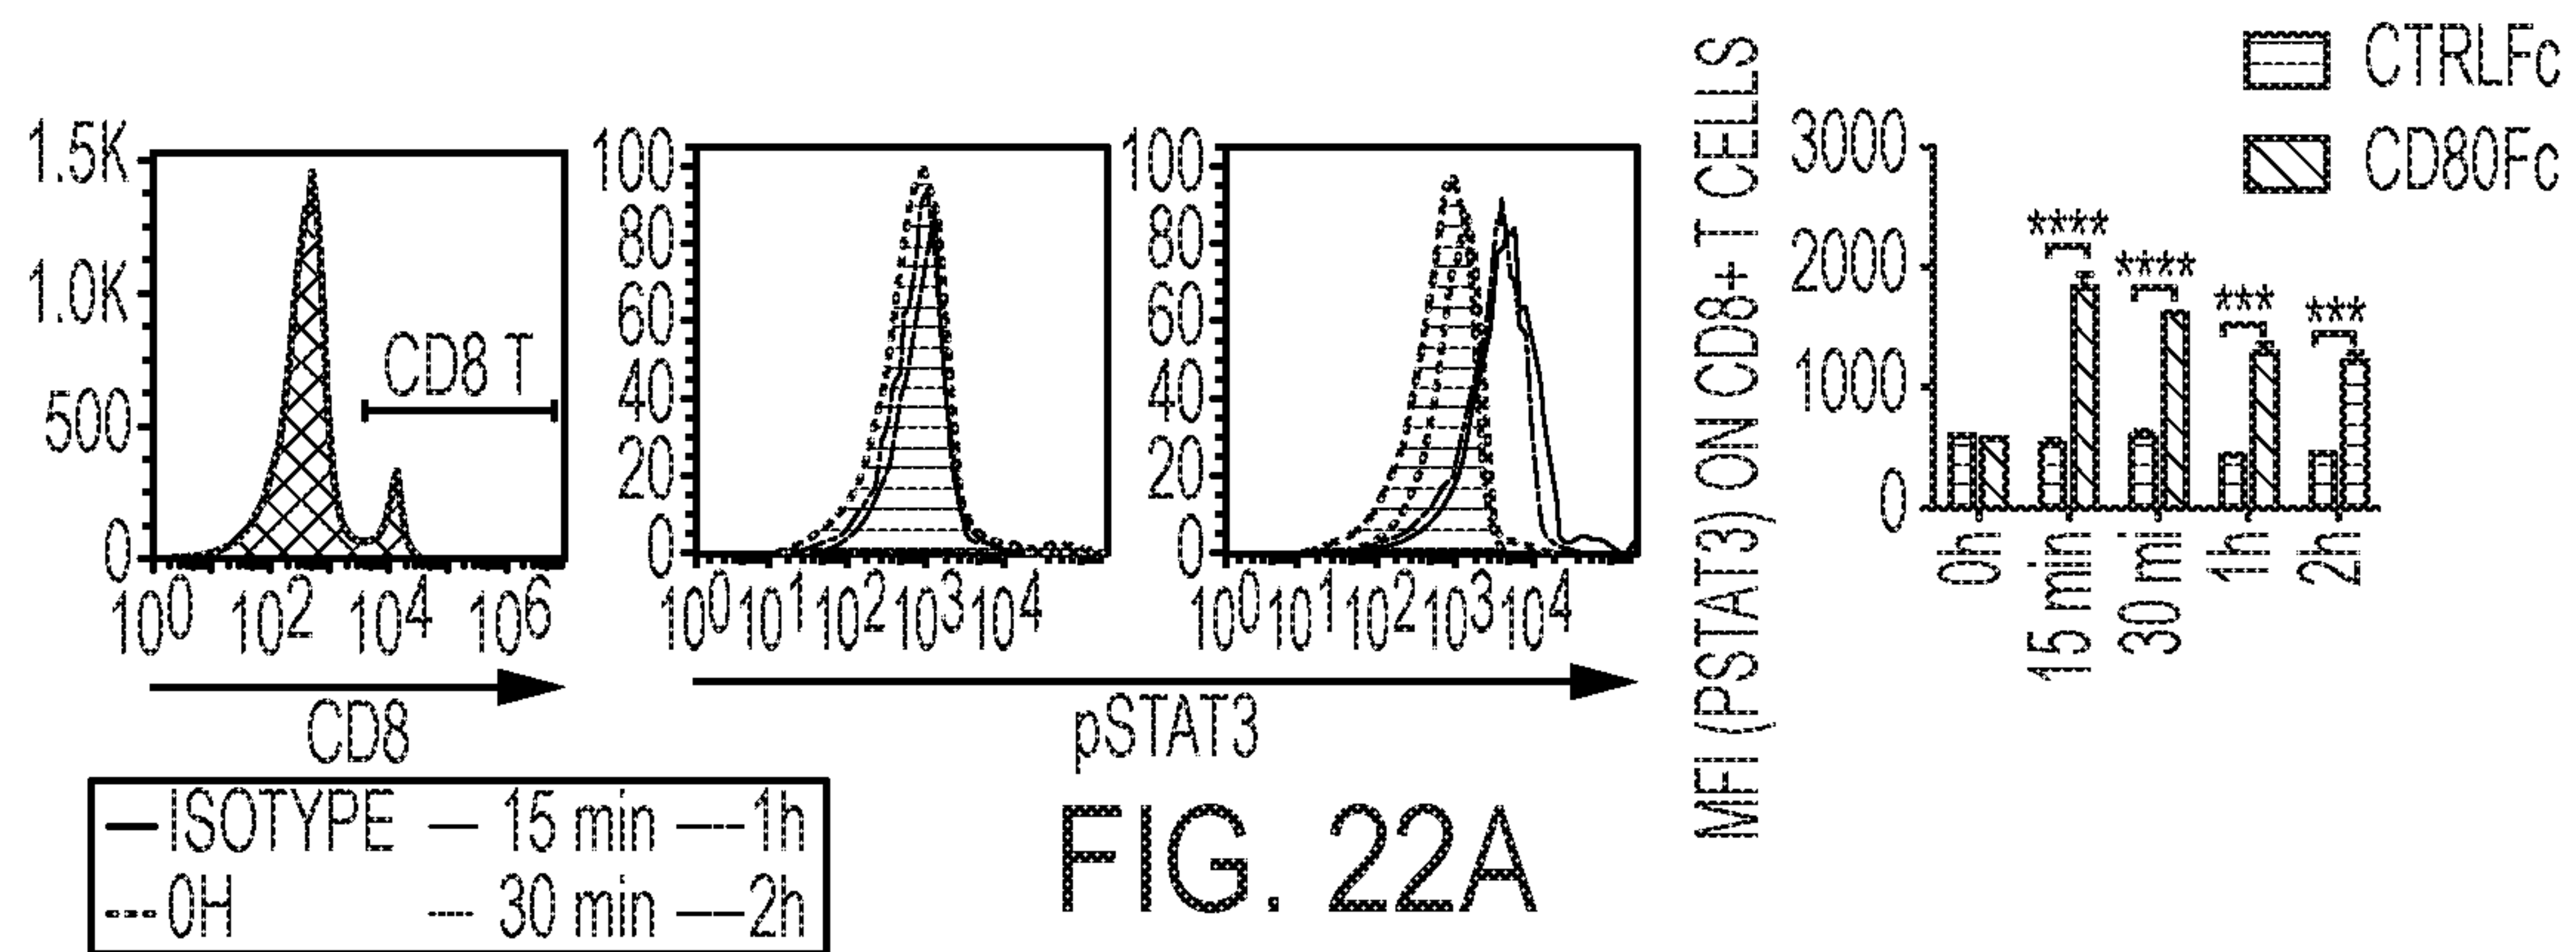 1.5K
1.0K
500
0
10^0 10^2 10^4 10^6
CD8 T
CD8
100
80
60
40
20
0
10^0 10^1 10^2 10^3 10^4
100
80
60
40
20
0
10^0 10^1 10^2 10^3 10^4
pSTAT3
MFI (PSTAT3) ON CD8+ T CELLS
3000
2000
1000
0
CTRLFc
CD80Fc
**** **** *** ***
0h
15 min
30 mi
1h
2h
ISOTYPE 15 min 1h
0H 30 min 2h
FIG. 22A